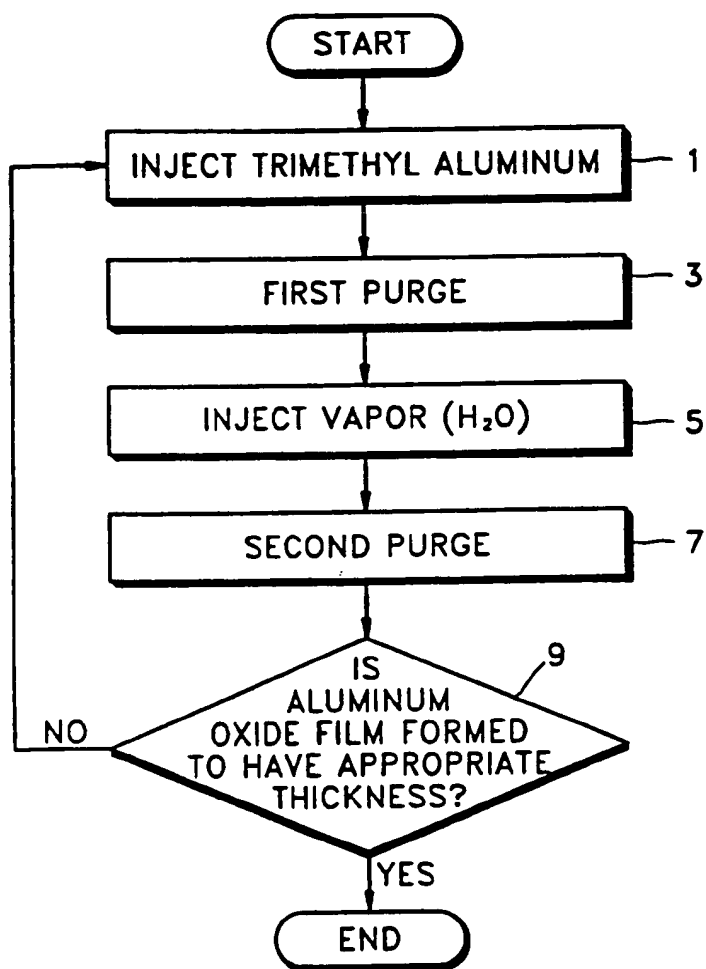 START
INJECT TRIMETHYL ALUMINUM
1
FIRST PURGE
3
INJECT VAPOR (H₂O)
5
SECOND PURGE
7
9
IS
ALUMINUM
OXIDE FILM FORMED
TO HAVE APPROPRIATE
THICKNESS?
NO
YES
END